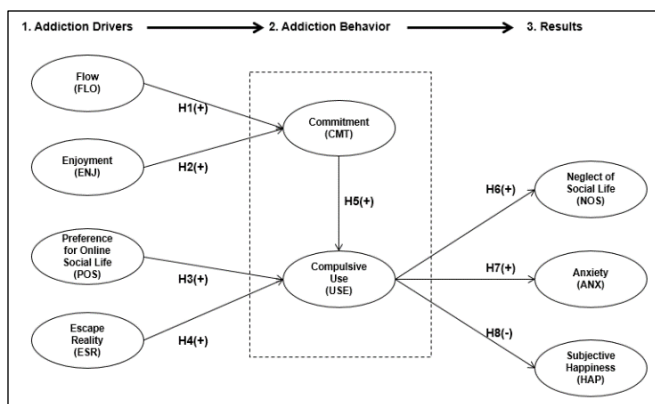 1. Addiction Drivers
2. Addiction Behavior
3. Results
Flow
(FLO)
H1(+)
Commitment
(CMT)
Enjoyment
(ENJ)
H2(+)
H5(+)
H6(+)
Neglect of
Social Life
(NOS)
Preference
for Online
Social Life
(POS)
H3(+)
Compulsive
Use
(USE)
H7(+)
Anxiety
(ANX)
Escape
Reality
(ESR)
H4(+)
H8(-)
Subjective
Happiness
(HAP)